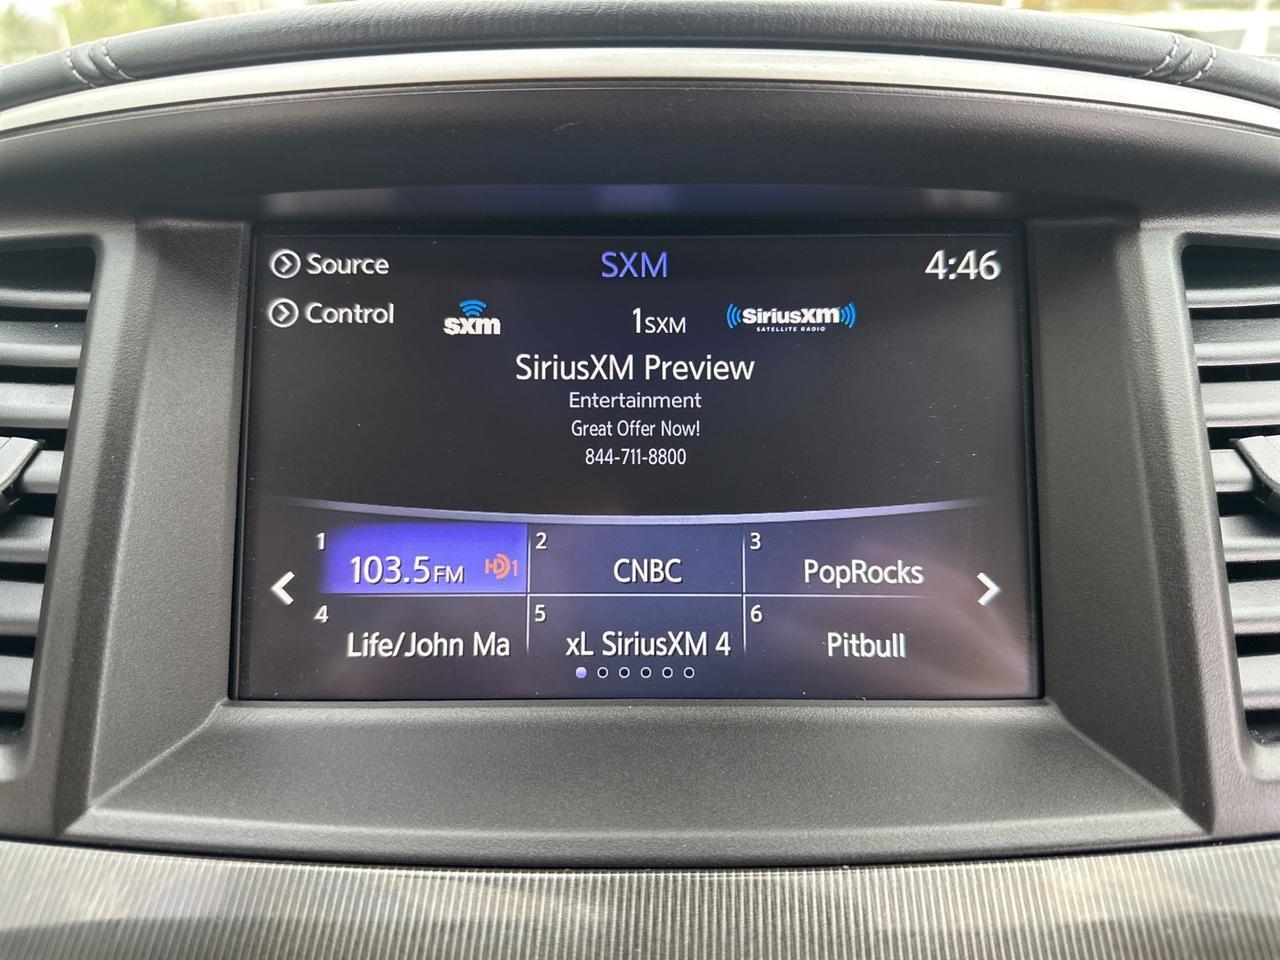 Source
SXM
4:46
Control
sxm
1SXM
SiriusXM
SATELLITE RADIO
SiriusXM Preview
Entertainment
Great Offer Now!
844-711-8800
1
103.5FM
HD1
2
CNBC
3
PopRocks
4
Life/John Ma
5
xL SiriusXM 4
6
Pitbull